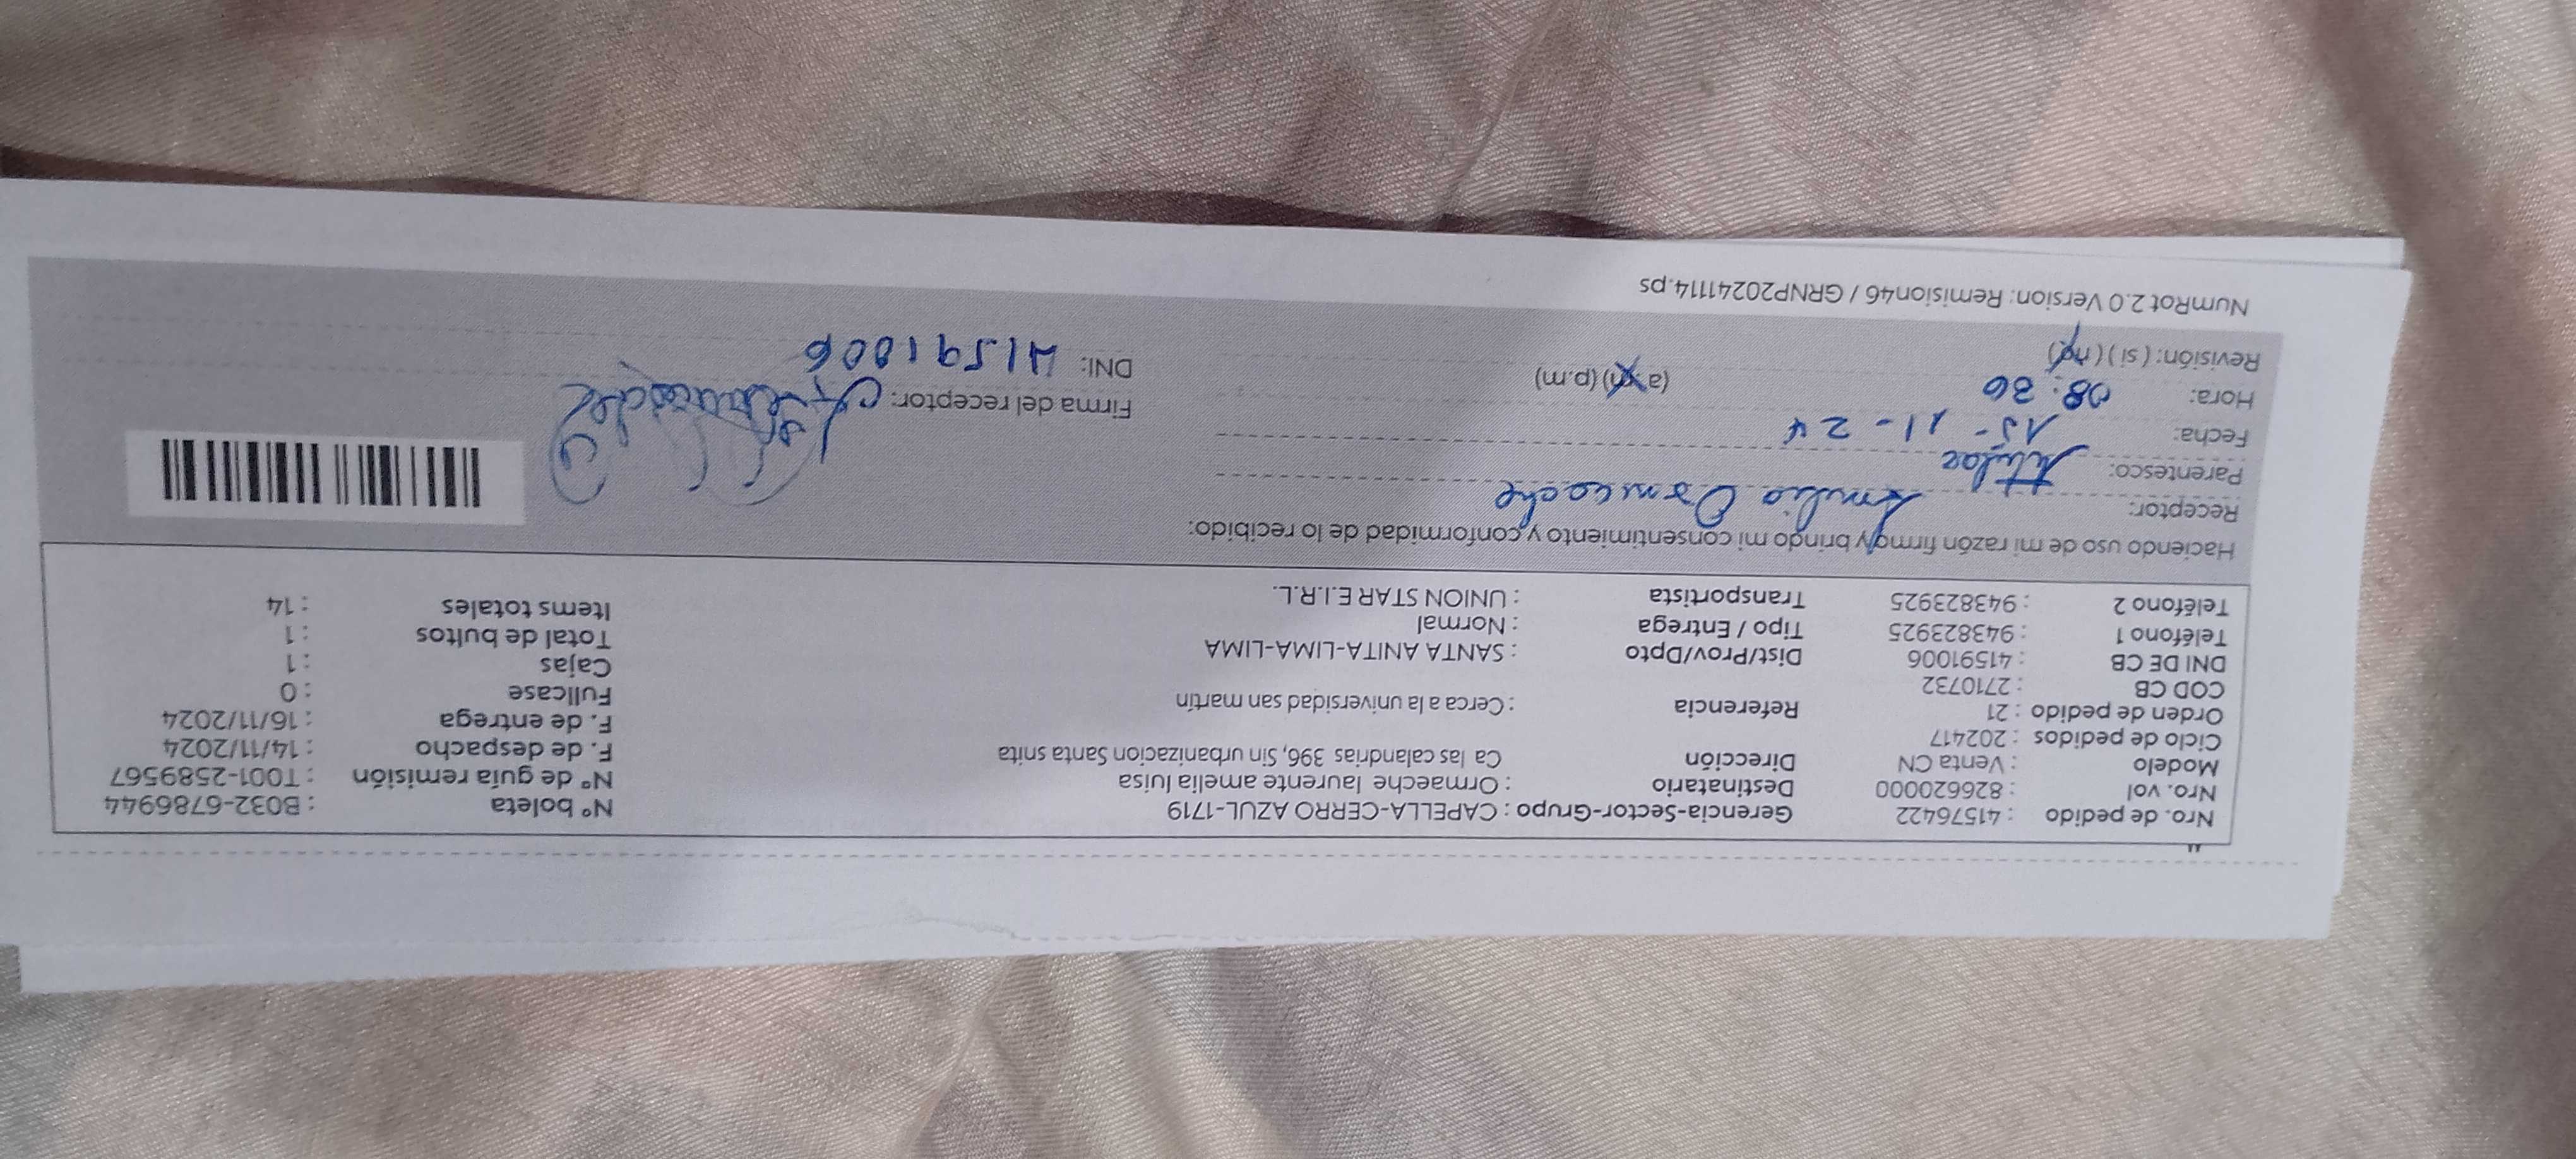 Nro. de pedido : 41576422 Gerencia-Sector-Grupo : CAPELLA-CERRO AZUL-1719 N° boleta : B032-6786944
Nro. vol : 826620000 Destinatario : Ormaeche laurente amelia luisa N° de guía remisión : T001-2589567
Modelo : Venta CN Dirección Ca las calandrias 396, Sin urbanizacion Santa snita F. de despacho : 14/11/2024
Ciclo de pedidos : 202417 F. de entrega : 16/11/2024
Orden de pedido : 21 Referencia : Cerca a la universidad san martin Fullcase : 0
COD CB : 2710732 Cajas : 1
DNI DE CB : 41591006 Dist/Prov/Dpto : SANTA ANITA-LIMA-LIMA Total de bultos : 1
Teléfono 1 : 943823925 Tipo / Entrega : Normal Items totales : 14
Teléfono 2 : 943823925 Transportista : UNION STAR E.I.R.L.
Haciendo uso de mi razón firmo y brindo mi consentimiento y conformidad de lo recibido:
Receptor: Amelia Ormaeche
Parentesco: titular
Fecha: 15-11-24 Firma del receptor:
Hora: 08:36 (a.m) (p.m) DNI: 41591006
Revisión: (si) (no)
NumRot 2.0 Version: Remision46 / GRNP20241114.ps